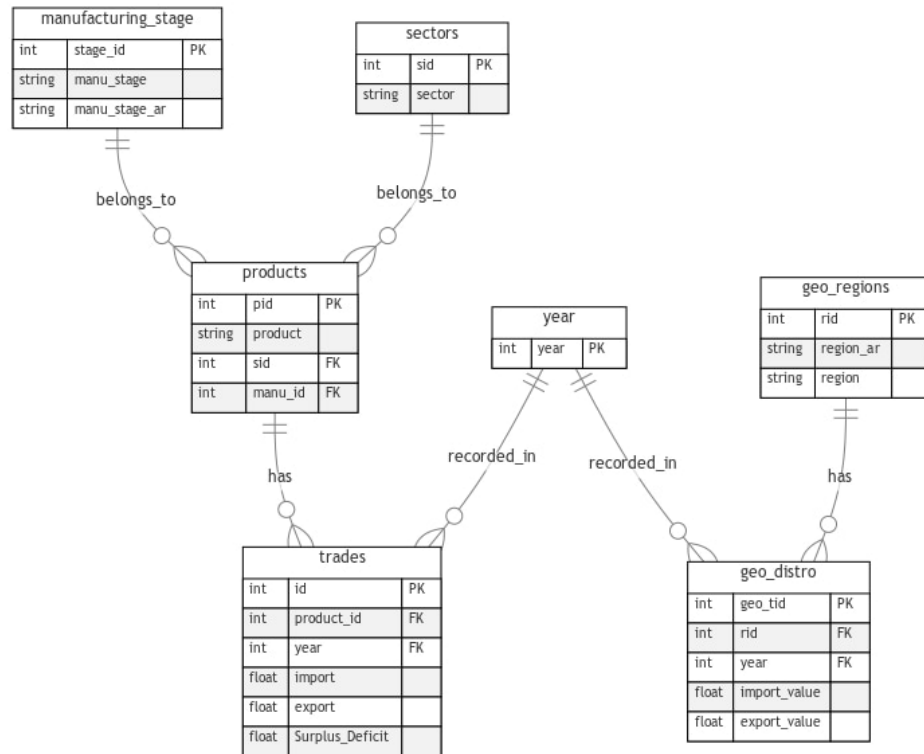 manufacturing_stage
int stage_id PK
string manu_stage
string manu_stage_ar
sectors
int sid PK
string sector
belongs_to
belongs_to
products
int pid PK
string product
int sid FK
int manu_id FK
year
int year PK
geo_regions
int rid PK
string region_ar
string region
has
recorded_in
recorded_in
has
trades
int id PK
int product_id FK
int year FK
float import
float export
float Surplus_Deficit
geo_distro
int geo_tid PK
int rid FK
int year FK
float import_value
float export_value